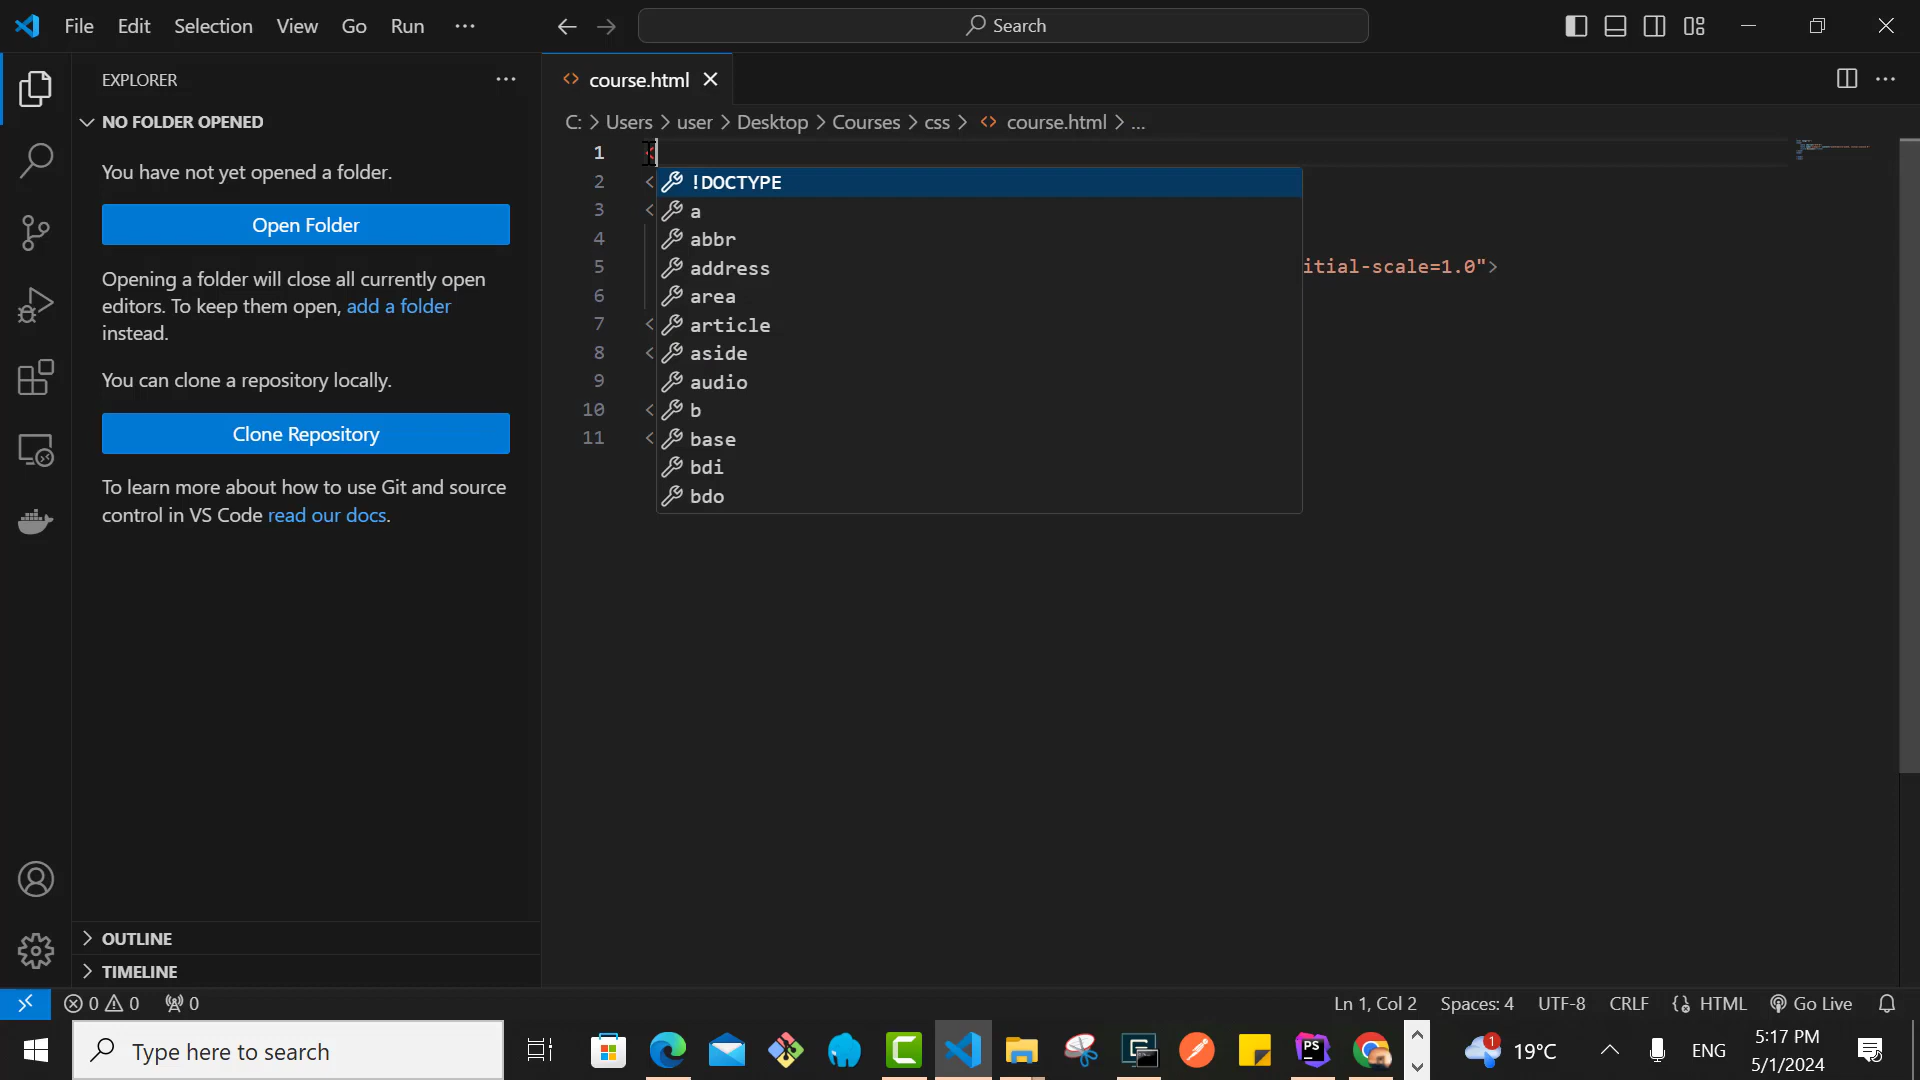 File Edit Selection View Go Run ··· Search
EXPLORER ···
NO FOLDER OPENED
You have not yet opened a folder.
Open Folder
Opening a folder will close all currently open
editors. To keep them open, add a folder
instead.
You can clone a repository locally.
Clone Repository
To learn more about how to use Git and source
control in VS Code read our docs.
OUTLINE
TIMELINE
course.html
C: > Users > user > Desktop > Courses > css > course.html > ...
1 <
2 < !DOCTYPE
3 < a
4 abbr
5 address itial-scale=1.0">
6 area
7 < article
8 < aside
9 audio
10 < b
11 < base
bdi
bdo
0 0 0 Ln 1, Col 2 Spaces: 4 UTF-8 CRLF HTML Go Live
Type here to search PS 1 19°C ENG 5:17 PM
5/1/2024